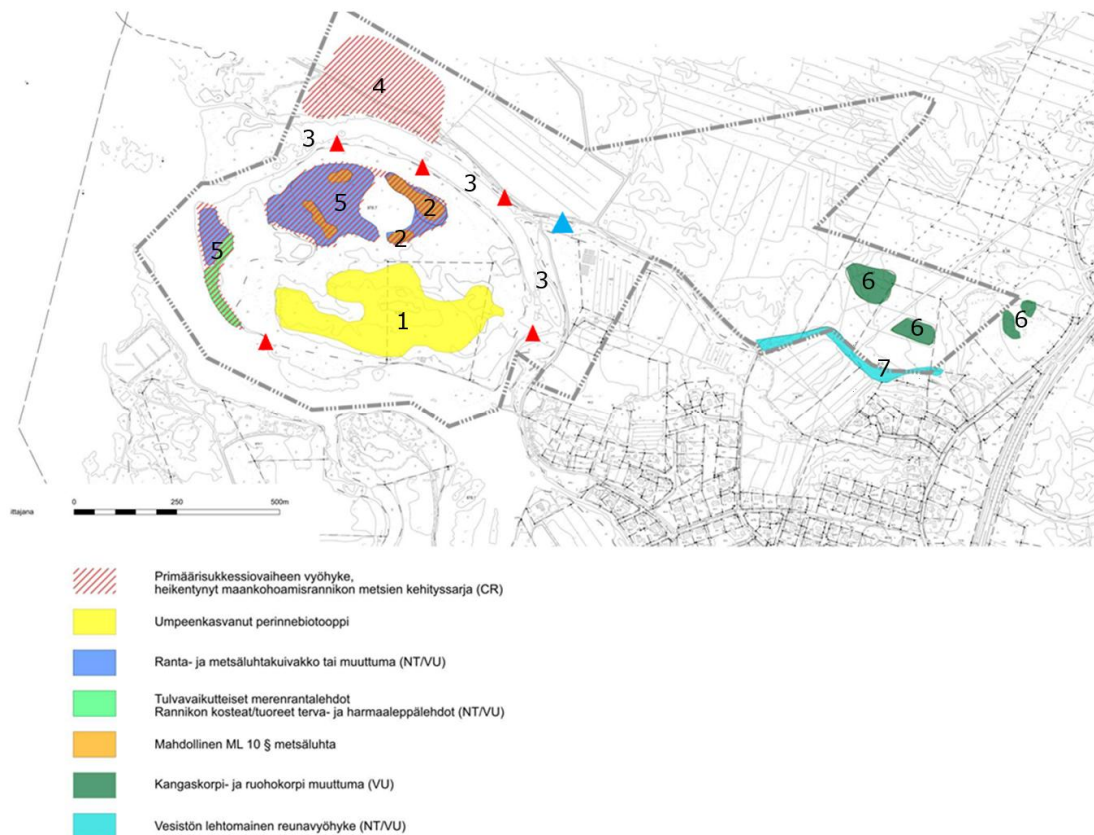 4
3
3
5
2
2
5
3
6
6
6
1
7
0
250
500m
ittajana
Primäärisukkessiovaiheen vyöhyke,
heikentynyt maankohoamisrannikon metsien kehityssarja (CR)
Umpeenkasvanut perinnebiotooppi
Ranta- ja metsäluhtakuivakko tai muuttuma (NT/VU)
Tulvavaikutteiset merenrantalehdot
Rannikon kosteat/tuoreet terva- ja harmaaleppälehdot (NT/VU)
Mahdollinen ML 10 § metsäluhta
Kangaskorpi- ja ruohokorpi muuttuma (VU)
Vesistön lehtomainen reunavyöhyke (NT/VU)